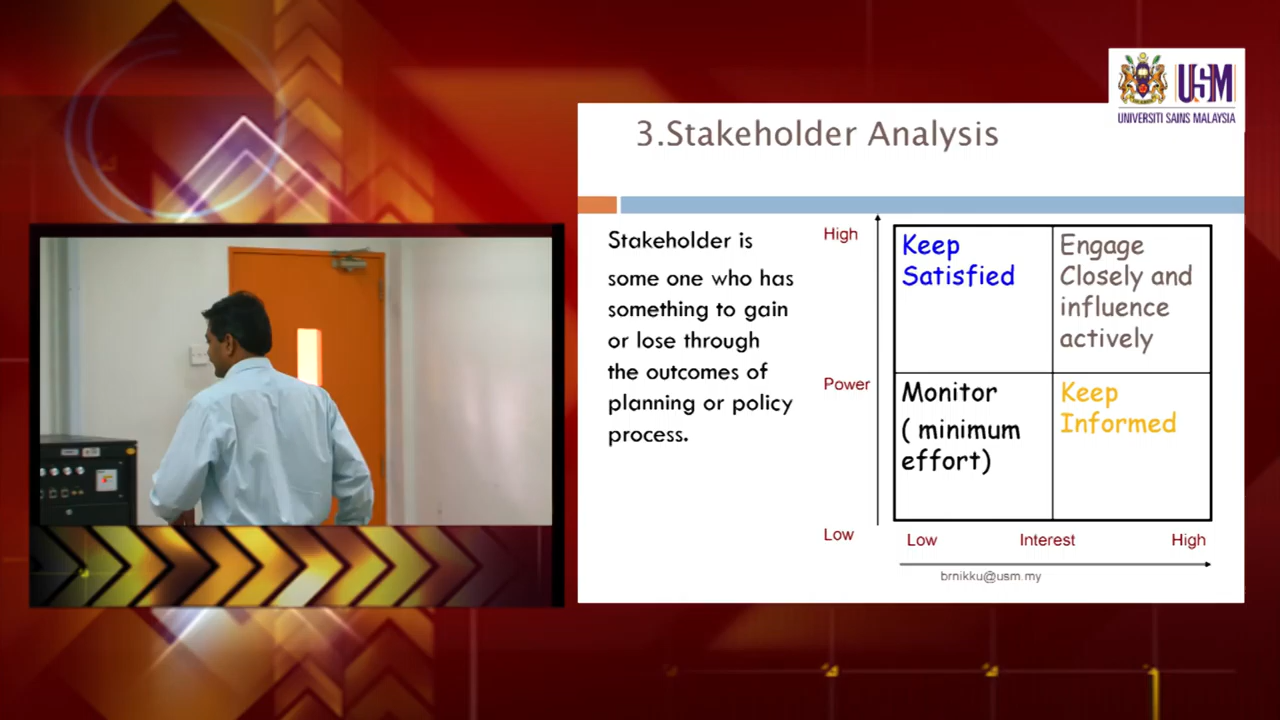 USM
UNIVERSITI SAINS MALAYSIA
3.Stakeholder Analysis
Stakeholder is
some one who has
something to gain
or lose through
the outcomes of
planning or policy
process.
High
Power
Low
Keep
Satisfied
Engage
Closely and
influence
actively
Monitor
( minimum
effort)
Keep
Informed
Low
Interest
High
brnikku@usm.my